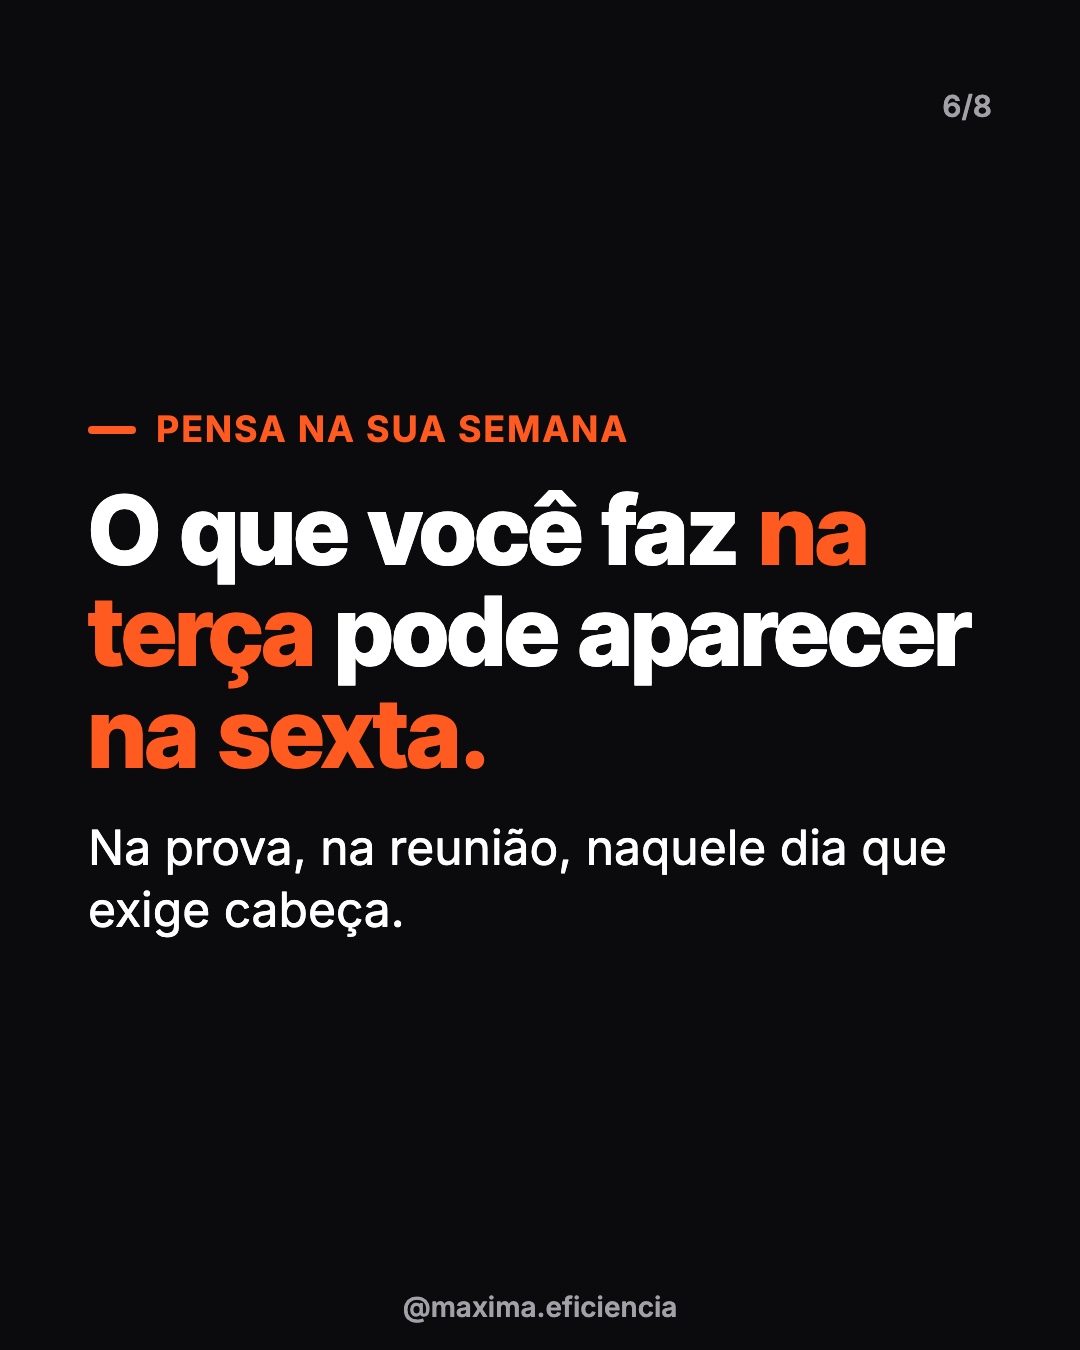 6/8
PENSA NA SUA SEMANA
O que você faz na
terça pode aparecer
na sexta.
Na prova, na reunião, naquele dia que
exige cabeça.
@maxima.eficiencia